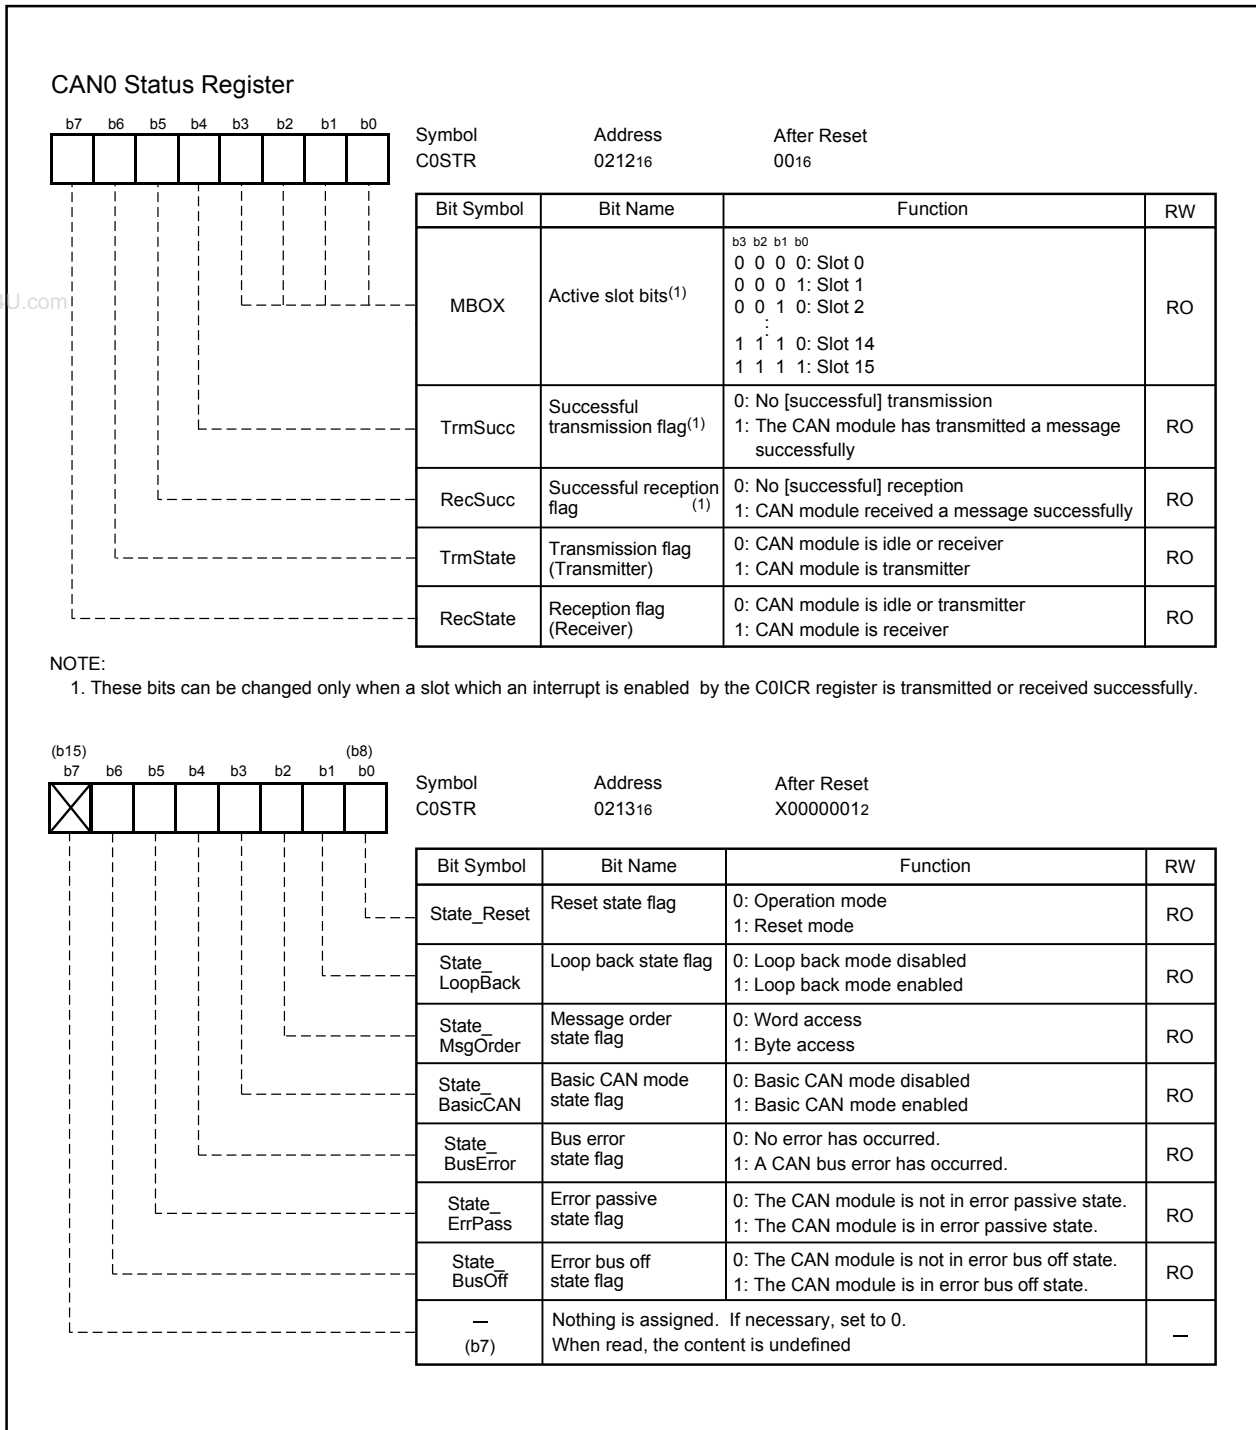 CAN0 Status Register
b7 b6 b5 b4 b3 b2 b1 b0
Symbol Address After Reset
C0STR 021216 0016
Bit Symbol Bit Name Function RW
MBOX Active slot bits(1) RO
b3 b2 b1 b0
0 0 0 0: Slot 0
0 0 0 1: Slot 1
0 0 1 0: Slot 2
:
1 1 1 0: Slot 14
1 1 1 1: Slot 15
4U.com
TrmSucc
Successful
transmission flag(1)
0: No [successful] transmission
1: The CAN module has transmitted a message
successfully
RO
RecSucc
Successful reception
flag (1)
0: No [successful] reception
1: CAN module received a message successfully
RO
TrmState
Transmission flag
(Transmitter)
0: CAN module is idle or receiver
1: CAN module is transmitter
RO
RecState
Reception flag
(Receiver)
0: CAN module is idle or transmitter
1: CAN module is receiver
RO
NOTE:
1. These bits can be changed only when a slot which an interrupt is enabled by the C0ICR register is transmitted or received successfully.
(b15) (b8)
b7 b6 b5 b4 b3 b2 b1 b0
Symbol Address After Reset
C0STR 021316 X00000012
Bit Symbol Bit Name Function RW
State_Reset
Reset state flag
0: Operation mode
1: Reset mode
RO
State_
LoopBack
Loop back state flag
0: Loop back mode disabled
1: Loop back mode enabled
RO
State_
MsgOrder
Message order
state flag
0: Word access
1: Byte access
RO
State_
BasicCAN
Basic CAN mode
state flag
0: Basic CAN mode disabled
1: Basic CAN mode enabled
RO
State_
BusError
Bus error
state flag
0: No error has occurred.
1: A CAN bus error has occurred.
RO
State_
ErrPass
Error passive
state flag
0: The CAN module is not in error passive state.
1: The CAN module is in error passive state.
RO
State_
BusOff
Error bus off
state flag
0: The CAN module is not in error bus off state.
1: The CAN module is in error bus off state.
RO
—
(b7)
Nothing is assigned. If necessary, set to 0.
When read, the content is undefined
—